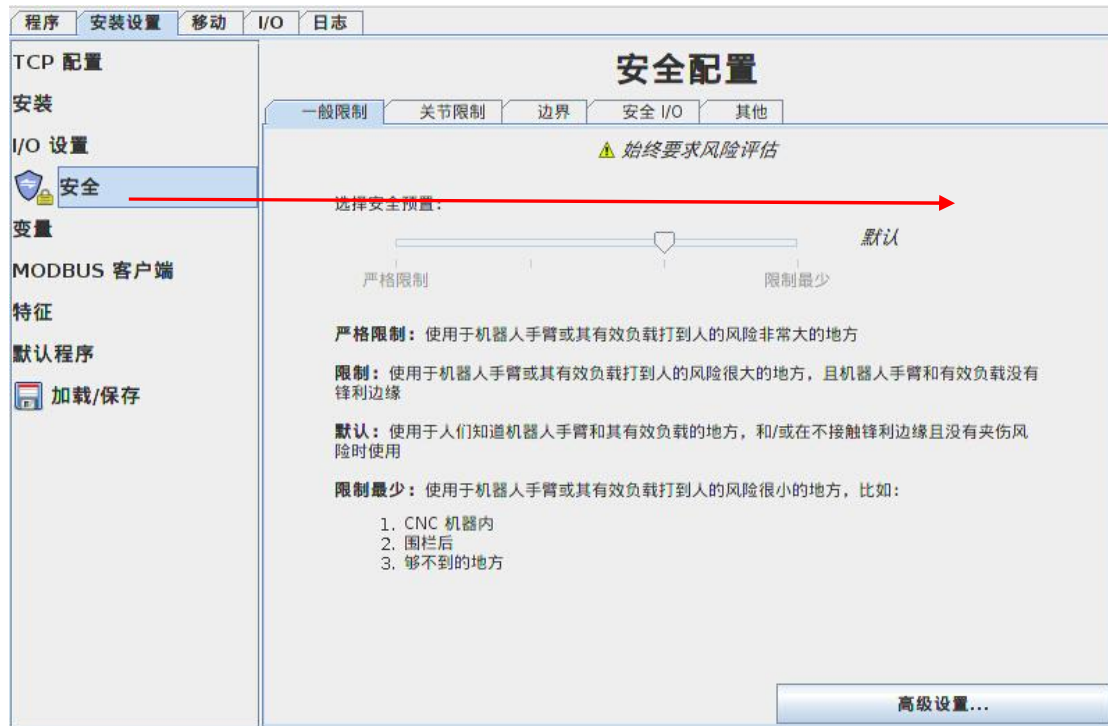 程序 安装设置 移动 I/O 日志
TCP 配置
安装
I/O 设置
安全
变量
MODBUS 客户端
特征
默认程序
加载/保存
安全配置
一般限制 关节限制 边界 安全 I/O 其他
始终要求风险评估
选择安全预置：
默认
严格限制 限制最少
严格限制：使用于机器人手臂或其有效负载打到人的风险非常大的地方
限制：使用于机器人手臂或其有效负载打到人的风险很大的地方，且机器人手臂和有效负载没有
锋利边缘
默认：使用于人们知道机器人手臂和其有效负载的地方，和/或在不接触锋利边缘且没有夹伤风
险时使用
限制最少：使用于机器人手臂或其有效负载打到人的风险很小的地方，比如：
1. CNC 机器内
2. 围栏后
3. 够不到的地方
高级设置...